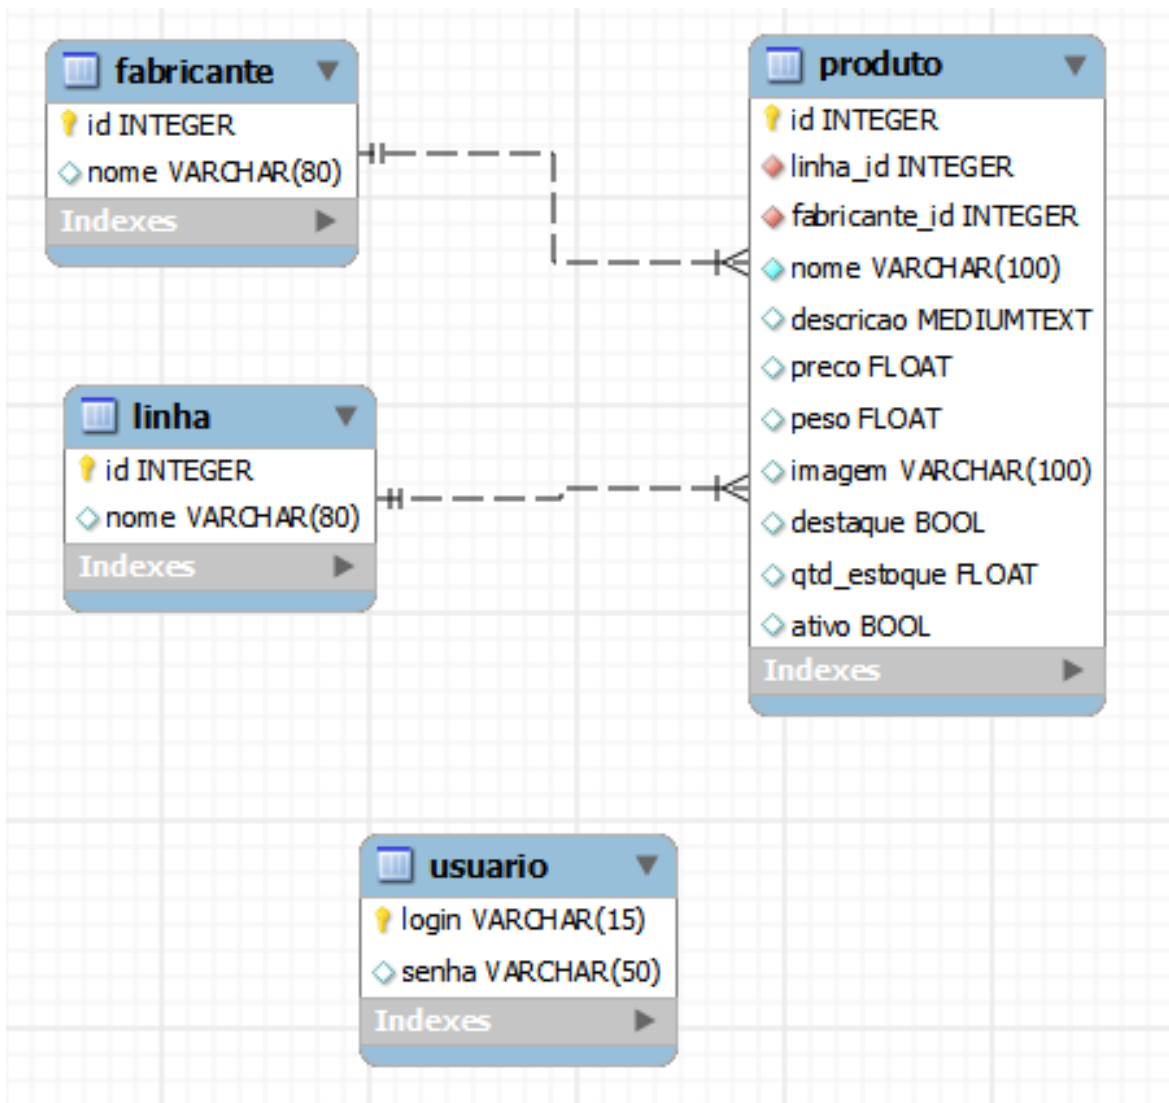 fabricante
id INTEGER
nome VARCHAR(80)
Indexes
linha
id INTEGER
nome VARCHAR(80)
Indexes
produto
id INTEGER
linha_id INTEGER
fabricante_id INTEGER
nome VARCHAR(100)
descricao MEDIUMTEXT
preco FLOAT
peso FLOAT
imagem VARCHAR(100)
destaque BOOL
qtd_estoque FLOAT
ativo BOOL
Indexes
usuario
login VARCHAR(15)
senha VARCHAR(50)
Indexes